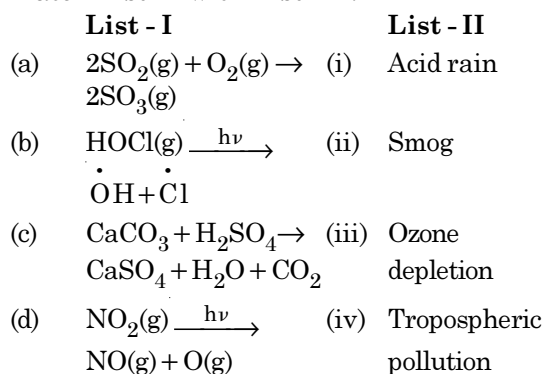 List - I List - II
(a) 2SO₂(g) + O₂(g) → (i) Acid rain
2SO₃(g)
(b) HOCl(g) —hν→ (ii) Smog
ȮH + Ċl
(c) CaCO₃ + H₂SO₄ → (iii) Ozone
CaSO₄ + H₂O + CO₂ depletion
(d) NO₂(g) —hν→ (iv) Tropospheric
NO(g) + O(g) pollution